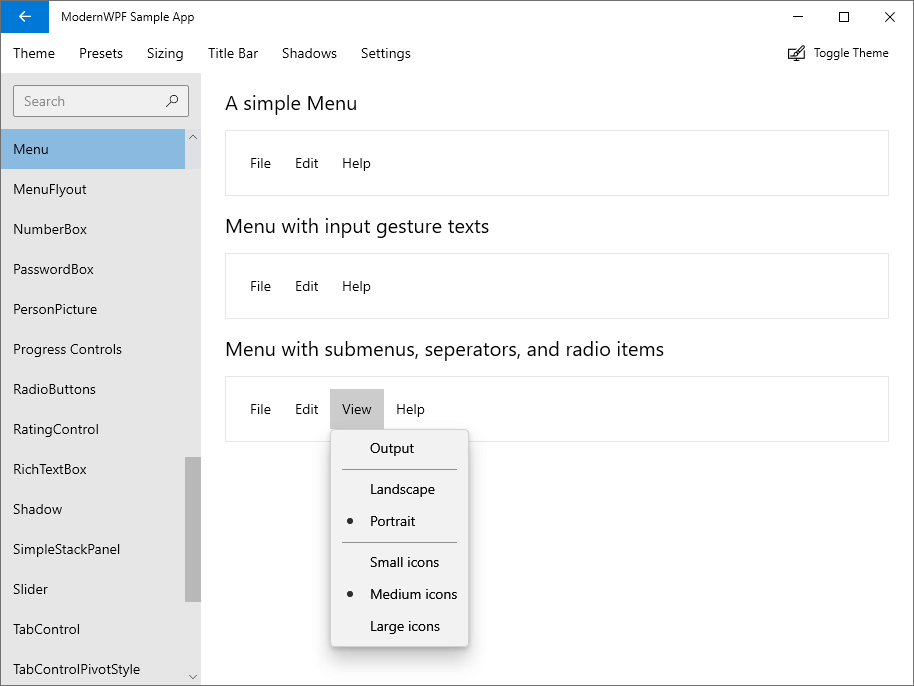 ModernWPF Sample App
Theme Presets Sizing Title Bar Shadows Settings Toggle Theme
Search
Menu
MenuFlyout
NumberBox
PasswordBox
PersonPicture
Progress Controls
RadioButtons
RatingControl
RichTextBox
Shadow
SimpleStackPanel
Slider
TabControl
TabControlPivotStyle
A simple Menu
File Edit Help
Menu with input gesture texts
File Edit Help
Menu with submenus, seperators, and radio items
File Edit View Help
Output
Landscape
Portrait
Small icons
Medium icons
Large icons